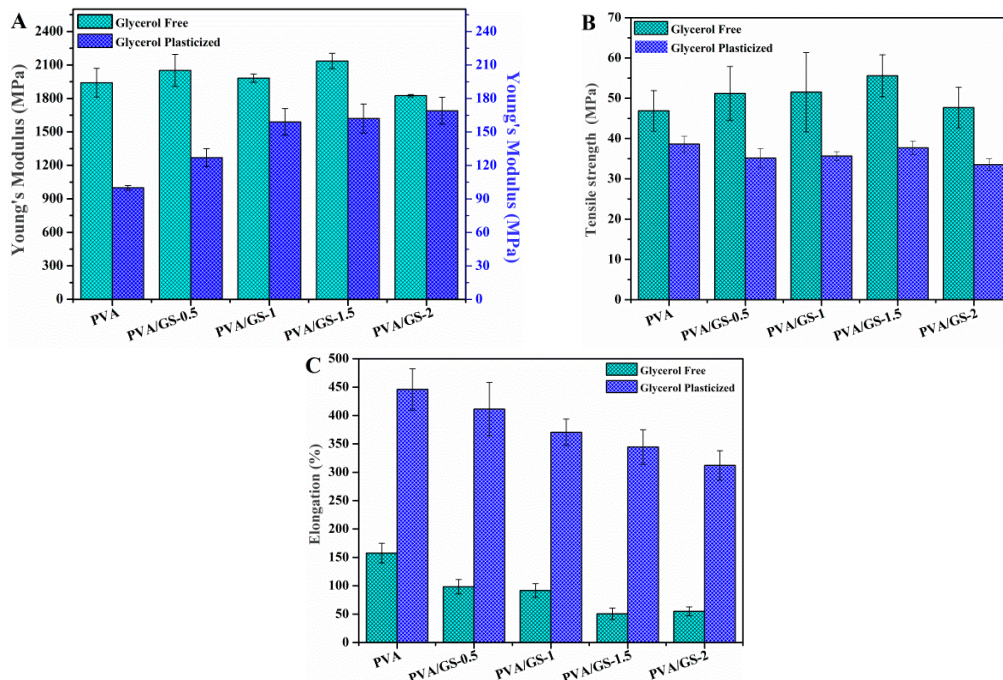 A
Glycerol Free
Glycerol Plasticized
Young's Modulus (MPa)
2400
2100
1800
1500
1200
900
600
300
0
240
210
180
150
120
90
60
30
0
Young's Modulus (MPa)
PVA
PVA/GS-0.5
PVA/GS-1
PVA/GS-1.5
PVA/GS-2
B
Glycerol Free
Glycerol Plasticized
Tensile strength (MPa)
70
60
50
40
30
20
10
0
PVA
PVA/GS-0.5
PVA/GS-1
PVA/GS-1.5
PVA/GS-2
C
Glycerol Free
Glycerol Plasticized
Elongation (%)
500
450
400
350
300
250
200
150
100
50
0
PVA
PVA/GS-0.5
PVA/GS-1
PVA/GS-1.5
PVA/GS-2